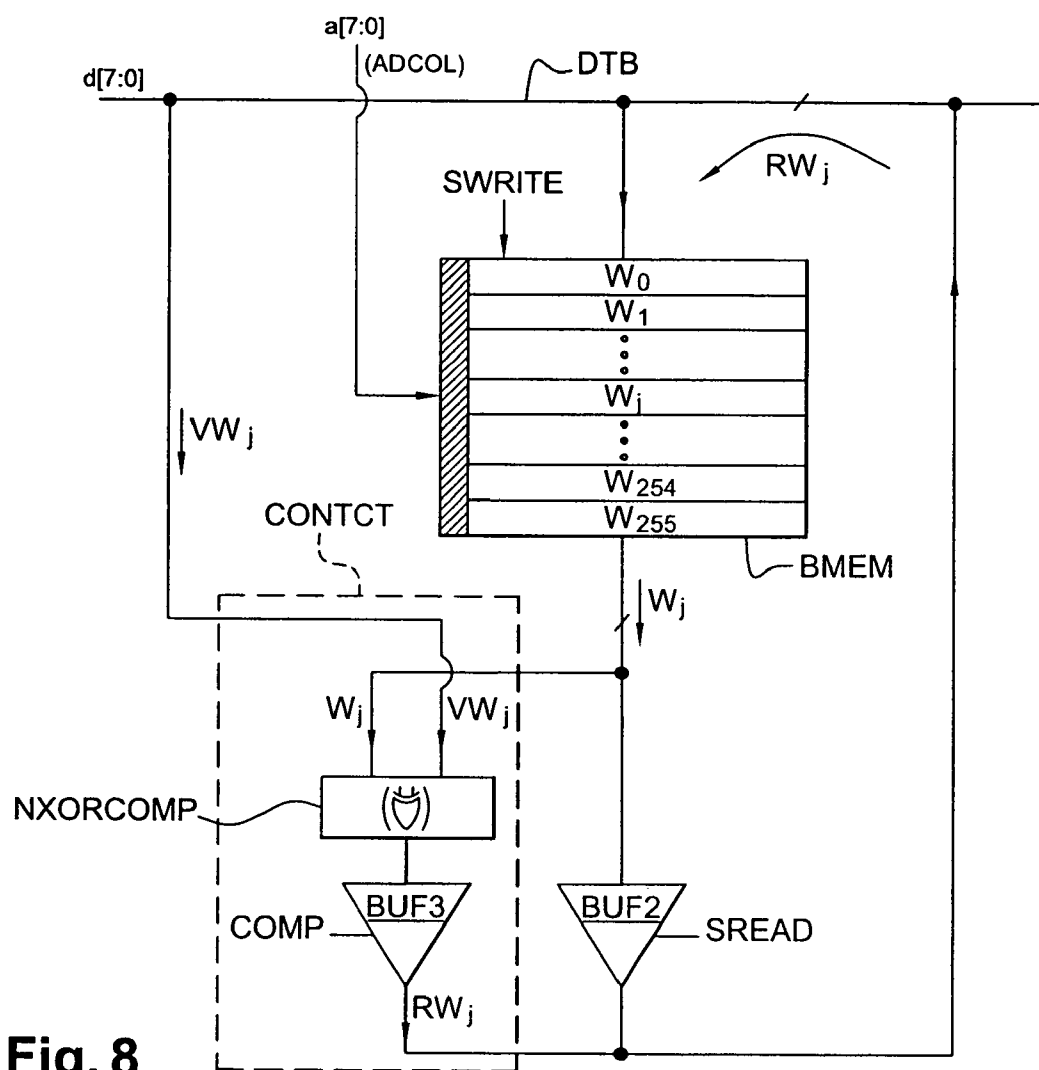 a[7:0]
(ADCOL)
DTB
d[7:0]
RWj
SWRITE
W0
W1
Wj
W254
W255
VWj
CONTCT
BMEM
Wj
Wj
VWj
NXORCOMP
BUF3
BUF2
COMP
SREAD
RWj
Fig. 8